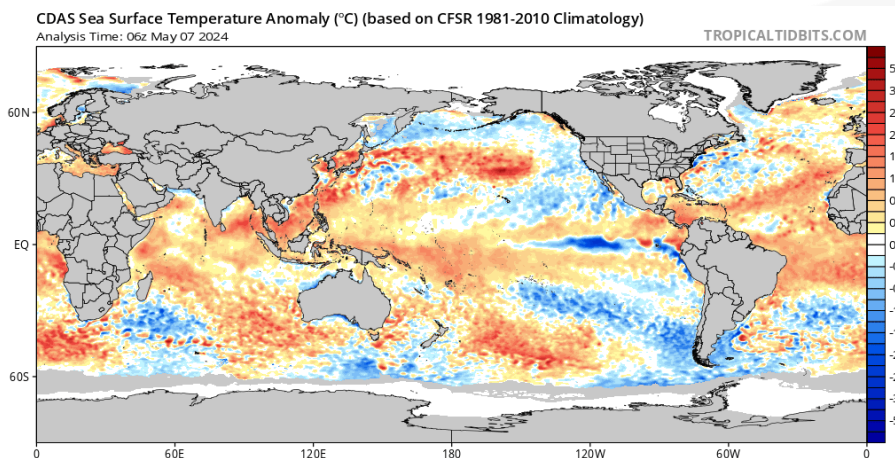 CDAS Sea Surface Temperature Anomaly (°C) (based on CFSR 1981-2010 Climatology)
Analysis Time: 06z May 07 2024
TROPICALTIDBITS.COM
60N
EQ
60S
0
60E
120E
180
120W
60W
0